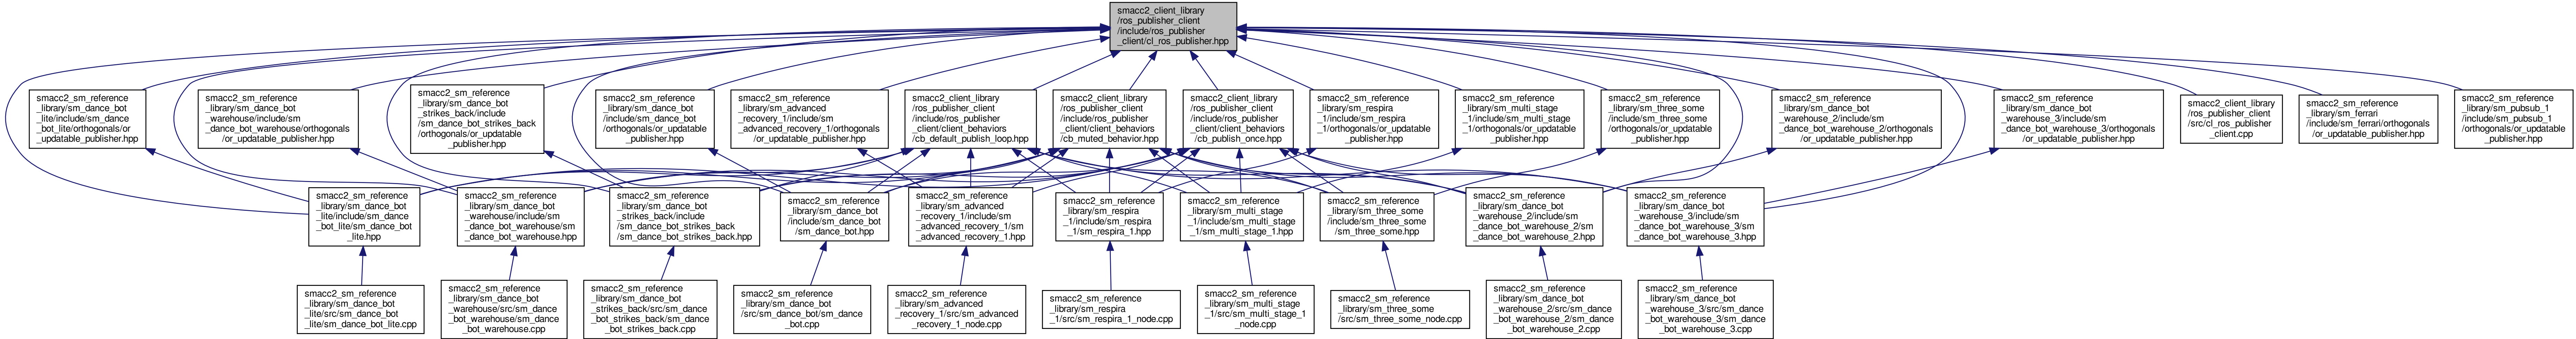 smacc2_client_library
/ros_publisher_client
/include/ros_publisher
_client/cl_ros_publisher.hpp
smacc2_sm_reference
_library/sm_dance_bot
_lite/include/sm_dance
_bot_lite/orthogonals/or
_updatable_publisher.hpp
smacc2_sm_reference
_library/sm_dance_bot
_warehouse/include/sm
_dance_bot_warehouse/orthogonals
/or_updatable_publisher.hpp
smacc2_sm_reference
_library/sm_dance_bot
_strikes_back/include
/sm_dance_bot_strikes_back
/orthogonals/or_updatable
_publisher.hpp
smacc2_sm_reference
_library/sm_dance_bot
/include/sm_dance_bot
/orthogonals/or_updatable
_publisher.hpp
smacc2_sm_reference
_library/sm_advanced
_recovery_1/include/sm
_advanced_recovery_1/orthogonals
/or_updatable_publisher.hpp
smacc2_client_library
/ros_publisher_client
/include/ros_publisher
_client/client_behaviors
/cb_default_publish_loop.hpp
smacc2_client_library
/ros_publisher_client
/include/ros_publisher
_client/client_behaviors
/cb_muted_behavior.hpp
smacc2_client_library
/ros_publisher_client
/include/ros_publisher
_client/client_behaviors
/cb_publish_once.hpp
smacc2_sm_reference
_library/sm_respira
_1/include/sm_respira
_1/orthogonals/or_updatable
_publisher.hpp
smacc2_sm_reference
_library/sm_multi_stage
_1/include/sm_multi_stage
_1/orthogonals/or_updatable
_publisher.hpp
smacc2_sm_reference
_library/sm_three_some
/include/sm_three_some
/orthogonals/or_updatable
_publisher.hpp
smacc2_sm_reference
_library/sm_dance_bot
_warehouse_2/include/sm
_dance_bot_warehouse_2/orthogonals
/or_updatable_publisher.hpp
smacc2_sm_reference
_library/sm_dance_bot
_warehouse_3/include/sm
_dance_bot_warehouse_3/orthogonals
/or_updatable_publisher.hpp
smacc2_client_library
/ros_publisher_client
/src/cl_ros_publisher
_client.cpp
smacc2_sm_reference
_library/sm_ferrari
/include/sm_ferrari/orthogonals
/or_updatable_publisher.hpp
smacc2_sm_reference
_library/sm_pubsub_1
/include/sm_pubsub_1
/orthogonals/or_updatable
_publisher.hpp
smacc2_sm_reference
_library/sm_dance_bot
_lite/include/sm_dance
_bot_lite/sm_dance_bot
_lite.hpp
smacc2_sm_reference
_library/sm_dance_bot
_warehouse/include/sm
_dance_bot_warehouse/sm
_dance_bot_warehouse.hpp
smacc2_sm_reference
_library/sm_dance_bot
_strikes_back/include
/sm_dance_bot_strikes_back
/sm_dance_bot_strikes_back.hpp
smacc2_sm_reference
_library/sm_dance_bot
/include/sm_dance_bot
/sm_dance_bot.hpp
smacc2_sm_reference
_library/sm_advanced
_recovery_1/include/sm
_advanced_recovery_1/sm
_advanced_recovery_1.hpp
smacc2_sm_reference
_library/sm_respira
_1/include/sm_respira
_1/sm_respira_1.hpp
smacc2_sm_reference
_library/sm_multi_stage
_1/include/sm_multi_stage
_1/sm_multi_stage_1.hpp
smacc2_sm_reference
_library/sm_three_some
/include/sm_three_some
/sm_three_some.hpp
smacc2_sm_reference
_library/sm_dance_bot
_warehouse_2/include/sm
_dance_bot_warehouse_2/sm
_dance_bot_warehouse_2.hpp
smacc2_sm_reference
_library/sm_dance_bot
_warehouse_3/include/sm
_dance_bot_warehouse_3/sm
_dance_bot_warehouse_3.hpp
smacc2_sm_reference
_library/sm_dance_bot
_lite/src/sm_dance_bot
_lite/sm_dance_bot_lite.cpp
smacc2_sm_reference
_library/sm_dance_bot
_warehouse/src/sm_dance
_bot_warehouse/sm_dance
_bot_warehouse.cpp
smacc2_sm_reference
_library/sm_dance_bot
_strikes_back/src/sm_dance
_bot_strikes_back/sm_dance
_bot_strikes_back.cpp
smacc2_sm_reference
_library/sm_dance_bot
/src/sm_dance_bot/sm_dance
_bot.cpp
smacc2_sm_reference
_library/sm_advanced
_recovery_1/src/sm_advanced
_recovery_1_node.cpp
smacc2_sm_reference
_library/sm_respira
_1/src/sm_respira_1_node.cpp
smacc2_sm_reference
_library/sm_multi_stage
_1/src/sm_multi_stage_1
_node.cpp
smacc2_sm_reference
_library/sm_three_some
/src/sm_three_some_node.cpp
smacc2_sm_reference
_library/sm_dance_bot
_warehouse_2/src/sm_dance
_bot_warehouse_2/sm_dance
_bot_warehouse_2.cpp
smacc2_sm_reference
_library/sm_dance_bot
_warehouse_3/src/sm_dance
_bot_warehouse_3/sm_dance
_bot_warehouse_3.cpp